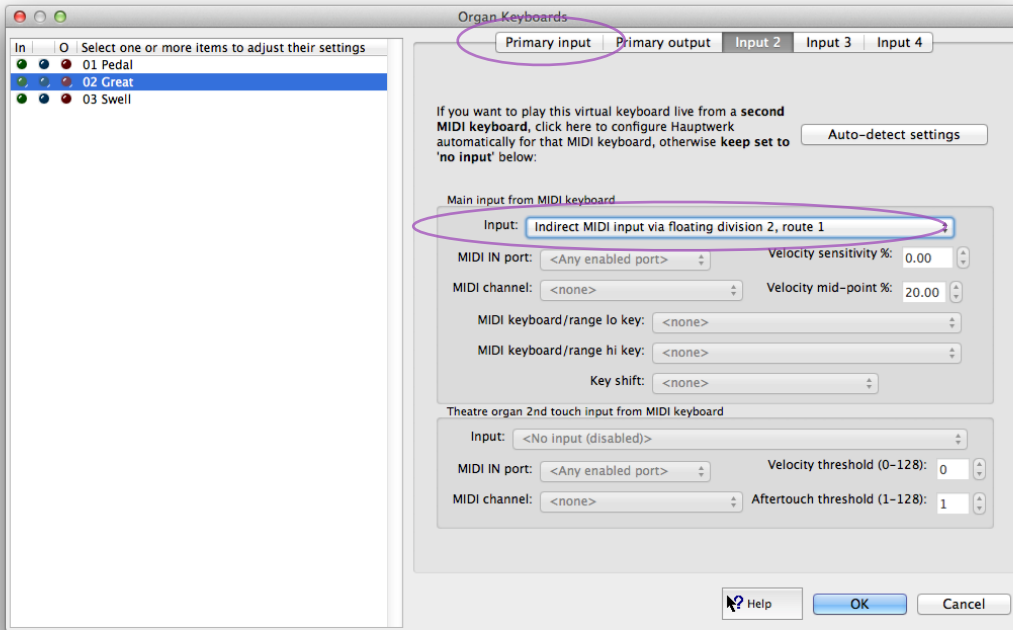 Organ Keyboards
In O Select one or more items to adjust their settings
01 Pedal
02 Great
03 Swell
Primary input Primary output Input 2 Input 3 Input 4
If you want to play this virtual keyboard live from a second
MIDI keyboard, click here to configure Hauptwerk
automatically for that MIDI keyboard, otherwise keep set to
'no input' below:
Auto-detect settings
Main input from MIDI keyboard
Input: Indirect MIDI input via floating division 2, route 1
MIDI IN port: <Any enabled port> Velocity sensitivity %: 0.00
MIDI channel: <none> Velocity mid-point %: 20.00
MIDI keyboard/range lo key: <none>
MIDI keyboard/range hi key: <none>
Key shift: <none>
Theatre organ 2nd touch input from MIDI keyboard
Input: <No input (disabled)>
MIDI IN port: <Any enabled port> Velocity threshold (0-128): 0
MIDI channel: <none> Aftertouch threshold (1-128): 1
? Help OK Cancel